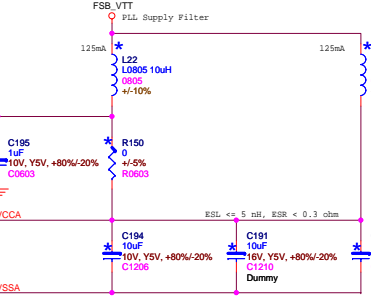 FSB_VTT
PLL Supply Filter
125mA
125mA
L22
L0805 10uH
0805
+/-10%
C195
1uF
10V, Y5V, +80%/-20%
C0603
R150
0
+/-5%
R0603
VCCA
ESL <= 5 nH, ESR < 0.3 ohm
C194
10uF
10V, Y5V, +80%/-20%
C1206
C191
10uF
16V, Y5V, +80%/-20%
C1210
Dummy
VSSA